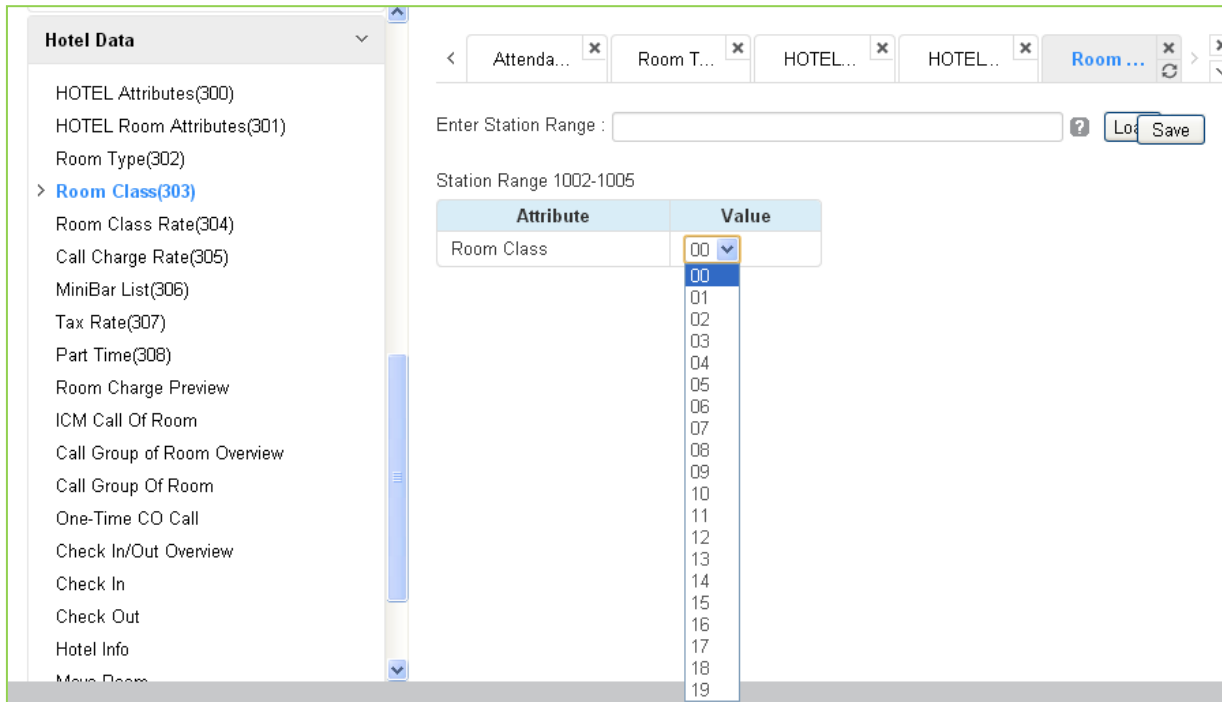 Hotel Data
HOTEL Attributes(300)
HOTEL Room Attributes(301)
Room Type(302)
Room Class(303)
Room Class Rate(304)
Call Charge Rate(305)
MiniBar List(306)
Tax Rate(307)
Part Time(308)
Room Charge Preview
ICM Call Of Room
Call Group of Room Overview
Call Group Of Room
One-Time CO Call
Check In/Out Overview
Check In
Check Out
Hotel Info
Move Room
Attenda... Room T... HOTEL... HOTEL.. Room ...
Enter Station Range : ? Loa Save
Station Range 1002-1005
Attribute Value
Room Class 00
00
01
02
03
04
05
06
07
08
09
10
11
12
13
14
15
16
17
18
19